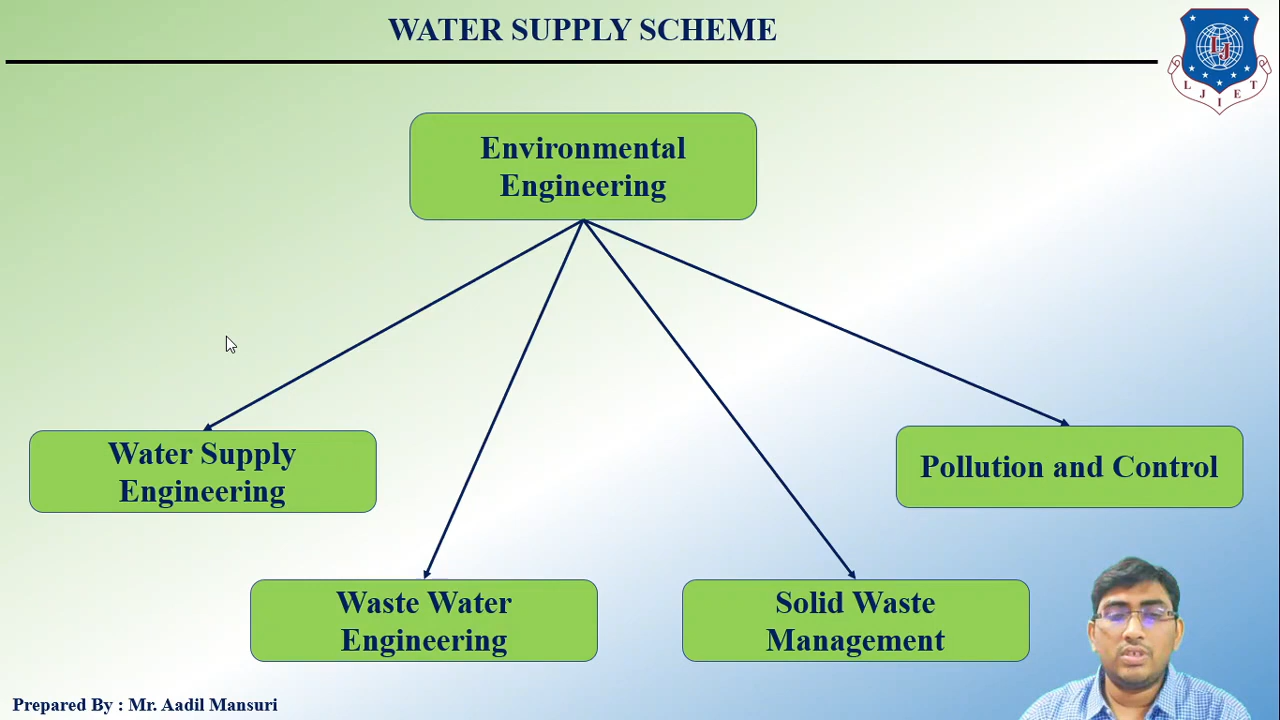 WATER SUPPLY SCHEME
L J I E T
LJ
Environmental
Engineering
Water Supply
Engineering
Pollution and Control
Waste Water
Engineering
Solid Waste
Management
Prepared By : Mr. Aadil Mansuri